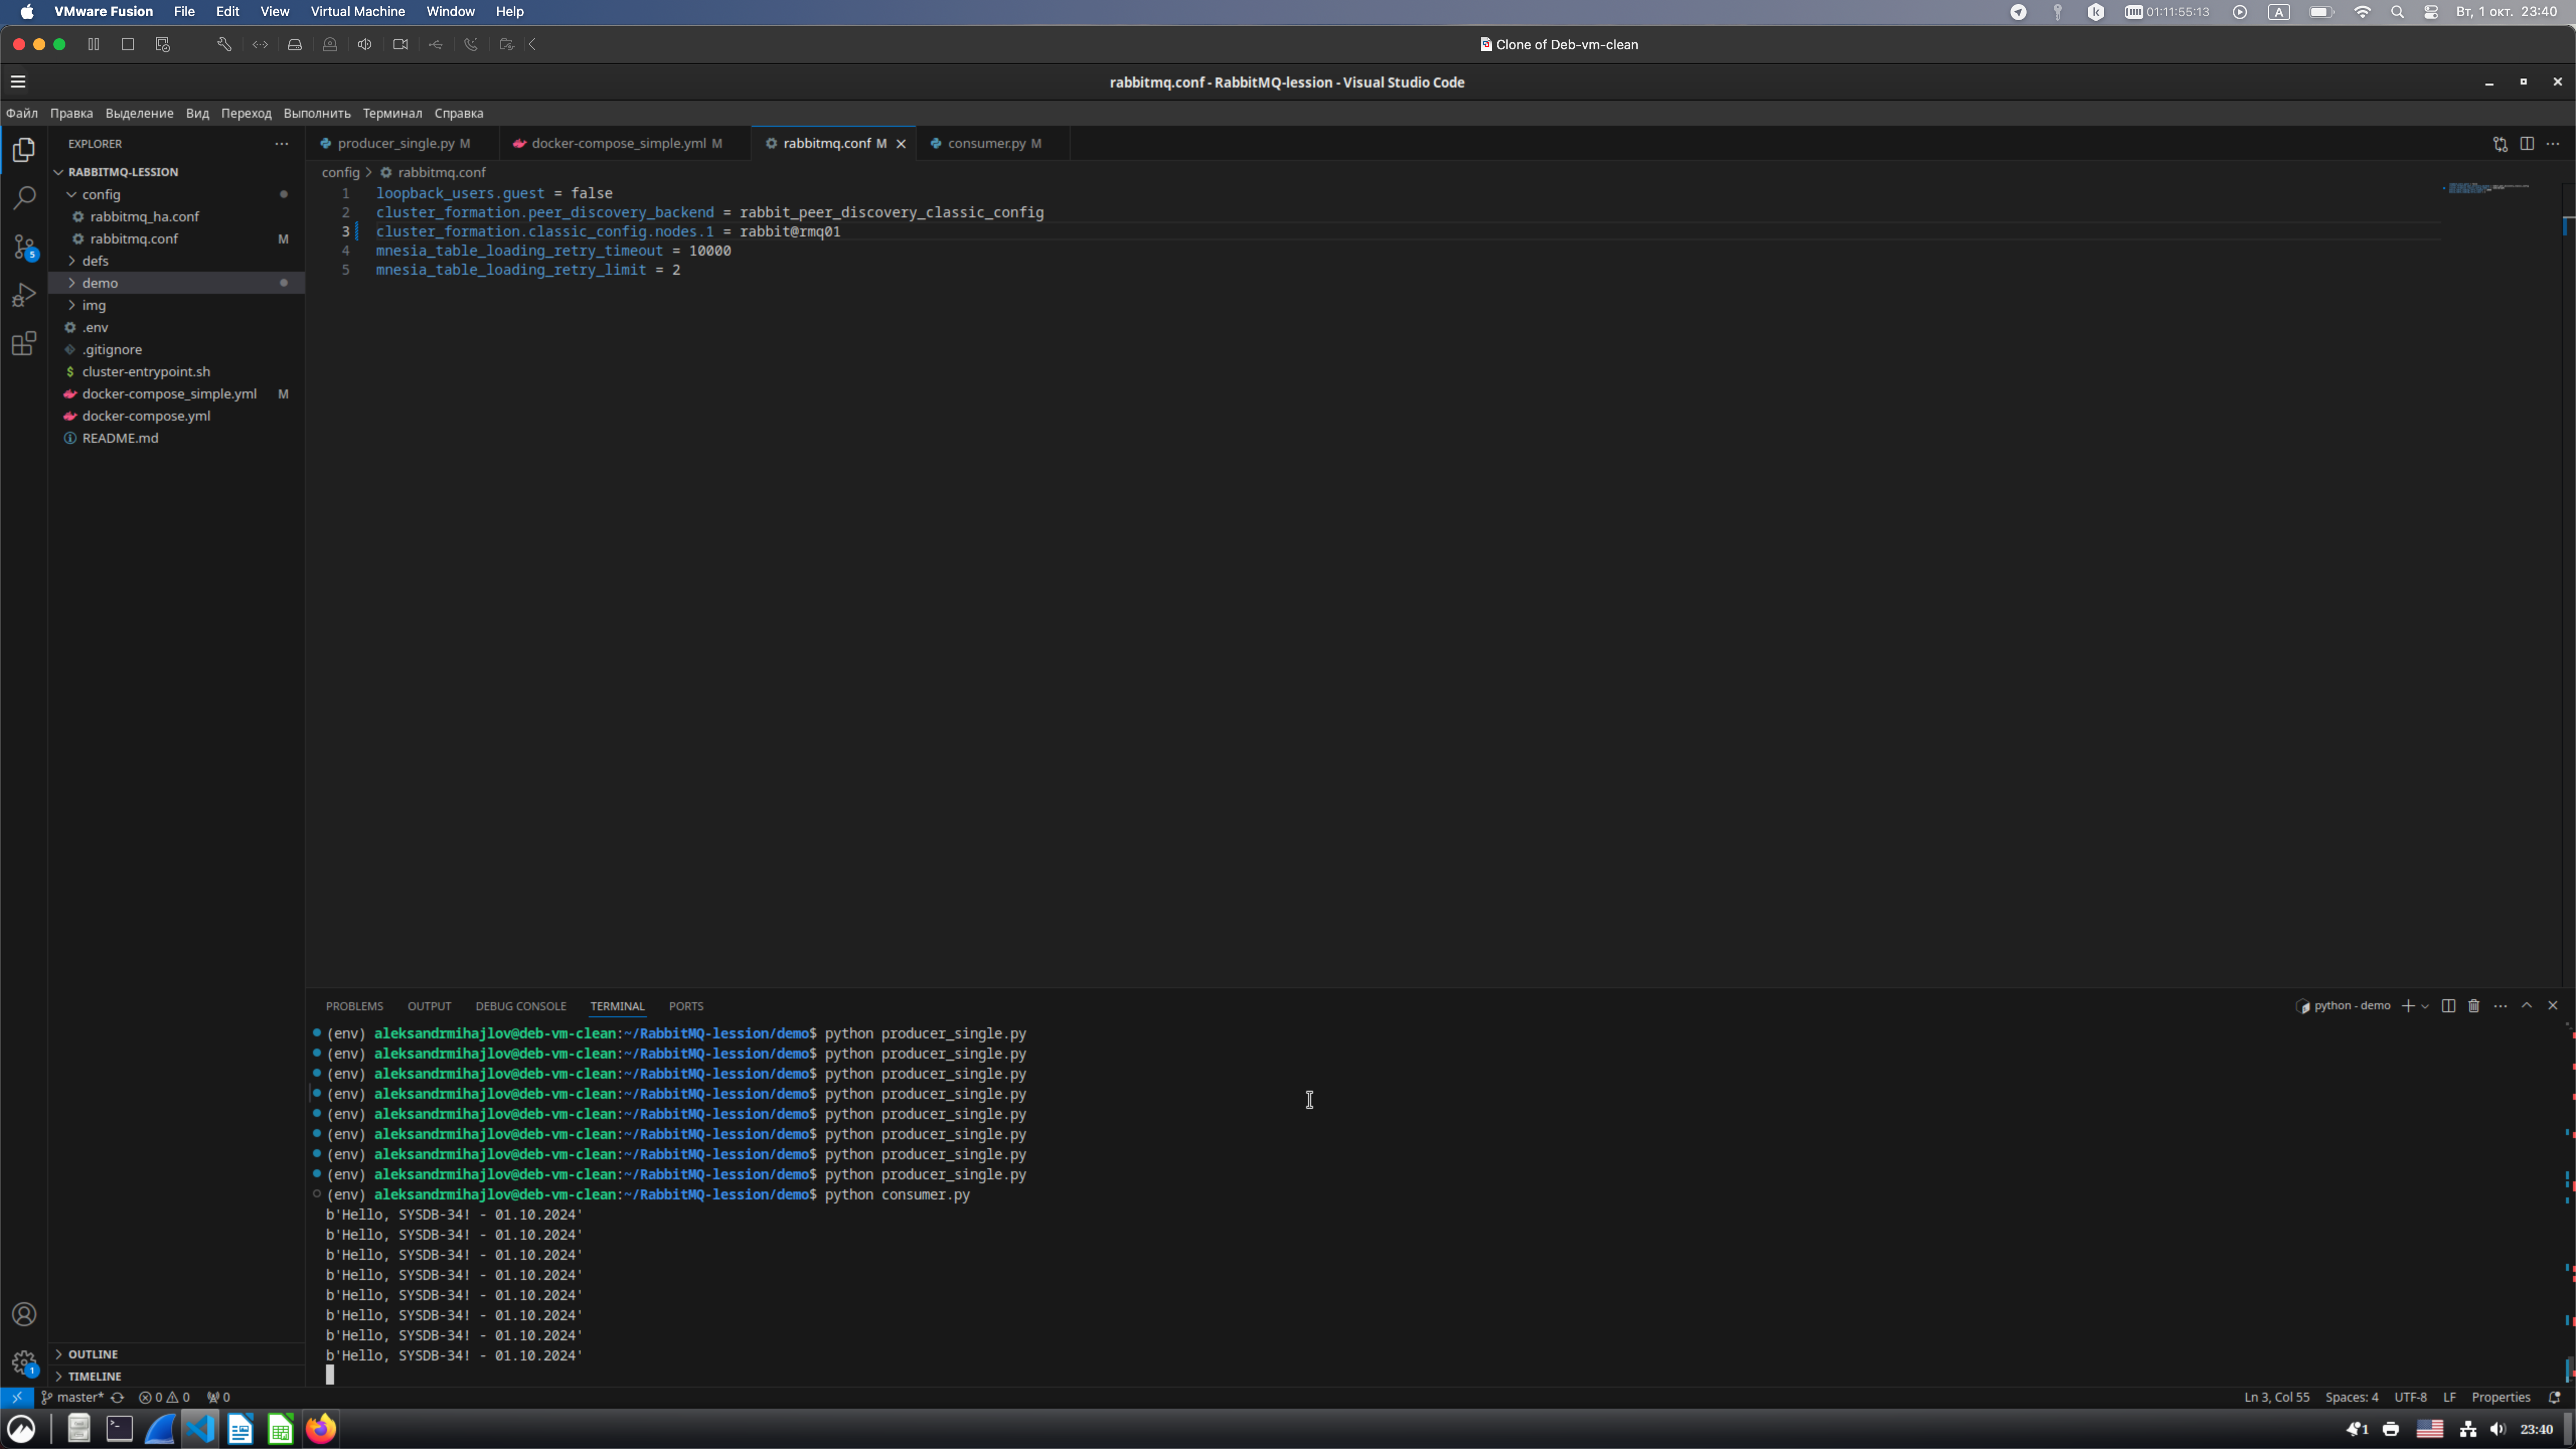 VMware Fusion File Edit View Virtual Machine Window Help 01:11:55:13 A Вт, 1 окт. 23:40
Clone of Deb-vm-clean
rabbitmq.conf - RabbitMQ-lession - Visual Studio Code
Файл Правка Выделение Вид Переход Выполнить Терминал Справка
EXPLORER
producer_single.py M docker-compose_simple.yml M rabbitmq.conf M consumer.py M
RABBITMQ-LESSION
config
rabbitmq_ha.conf
rabbitmq.conf M
defs
demo
img
.env
.gitignore
cluster-entrypoint.sh
docker-compose_simple.yml M
docker-compose.yml
README.md
config > rabbitmq.conf
1 loopback_users.guest = false
2 cluster_formation.peer_discovery_backend = rabbit_peer_discovery_classic_config
3 cluster_formation.classic_config.nodes.1 = rabbit@rmq01
4 mnesia_table_loading_retry_timeout = 10000
5 mnesia_table_loading_retry_limit = 2
5
PROBLEMS OUTPUT DEBUG CONSOLE TERMINAL PORTS python - demo
(env) aleksandrmihajlov@deb-vm-clean:~/RabbitMQ-lession/demo$ python producer_single.py
(env) aleksandrmihajlov@deb-vm-clean:~/RabbitMQ-lession/demo$ python producer_single.py
(env) aleksandrmihajlov@deb-vm-clean:~/RabbitMQ-lession/demo$ python producer_single.py
(env) aleksandrmihajlov@deb-vm-clean:~/RabbitMQ-lession/demo$ python producer_single.py
(env) aleksandrmihajlov@deb-vm-clean:~/RabbitMQ-lession/demo$ python producer_single.py
(env) aleksandrmihajlov@deb-vm-clean:~/RabbitMQ-lession/demo$ python producer_single.py
(env) aleksandrmihajlov@deb-vm-clean:~/RabbitMQ-lession/demo$ python producer_single.py
(env) aleksandrmihajlov@deb-vm-clean:~/RabbitMQ-lession/demo$ python producer_single.py
(env) aleksandrmihajlov@deb-vm-clean:~/RabbitMQ-lession/demo$ python consumer.py
b'Hello, SYSDB-34! - 01.10.2024'
b'Hello, SYSDB-34! - 01.10.2024'
b'Hello, SYSDB-34! - 01.10.2024'
b'Hello, SYSDB-34! - 01.10.2024'
b'Hello, SYSDB-34! - 01.10.2024'
b'Hello, SYSDB-34! - 01.10.2024'
b'Hello, SYSDB-34! - 01.10.2024'
b'Hello, SYSDB-34! - 01.10.2024'
OUTLINE
1
TIMELINE
master* 0 0 0 Ln 3, Col 55 Spaces: 4 UTF-8 LF Properties
1 23:40